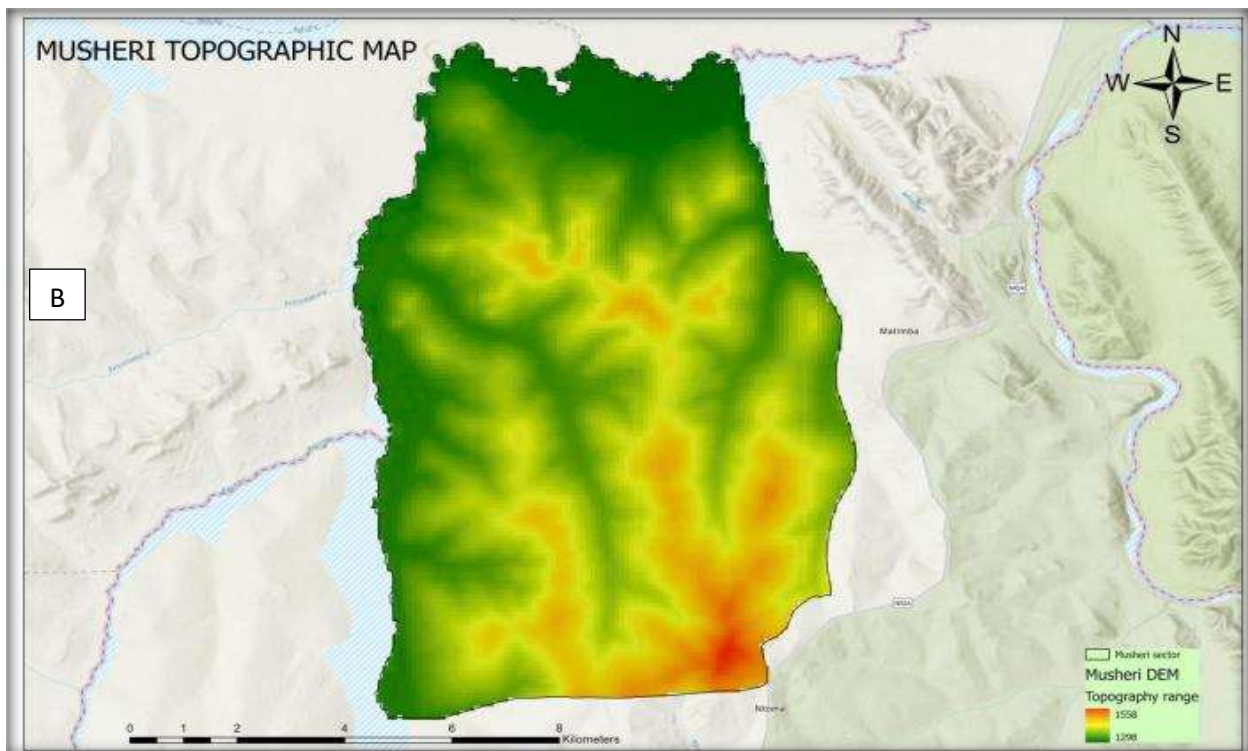 MUSHERI TOPOGRAPHIC MAP
N
W E
S
B
Matimba
Ntoma
Musheri sector
Musheri DEM
Topography range
1558
1298
0 1 2 4 6 8
Kilometers